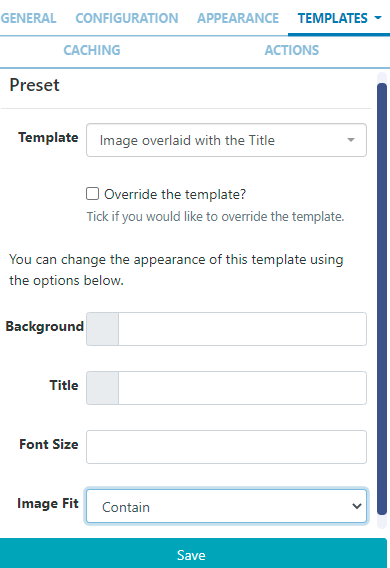 GENERAL CONFIGURATION APPEARANCE TEMPLATES
CACHING ACTIONS
Preset
Template Image overlaid with the Title
Override the template?
Tick if you would like to override the template.
You can change the appearance of this template using
the options below.
Background
Title
Font Size
Image Fit Contain
Save